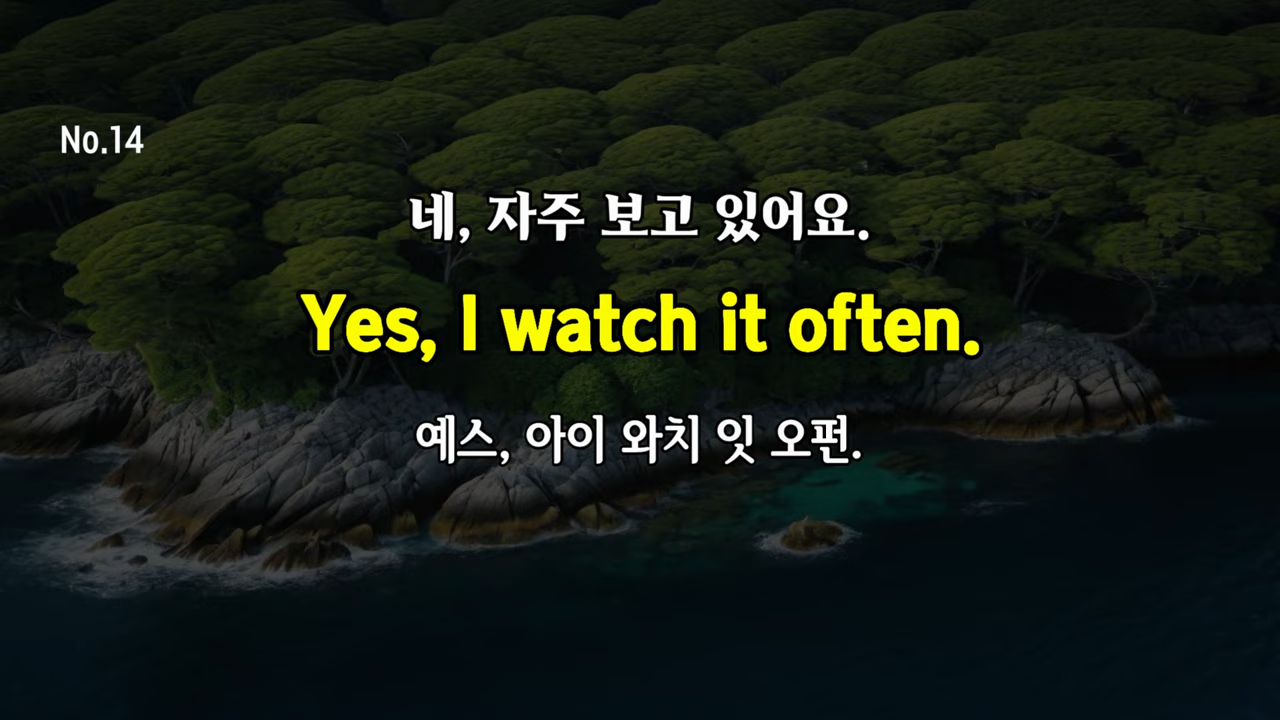 No.14
네, 자주 보고 있어요.
Yes, I watch it often.
예스, 아이 와치 잇 오펀.